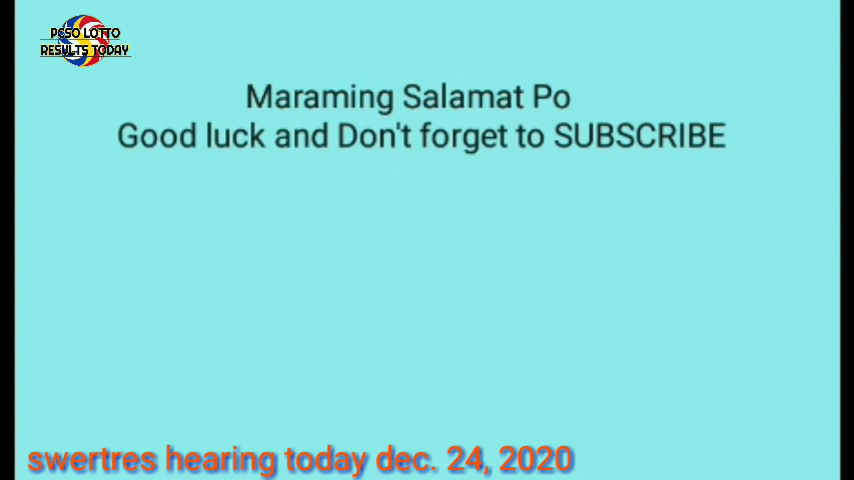 PCSO LOTTO
RESULTS TODAY
Maraming Salamat Po
Good luck and Don't forget to SUBSCRIBE
swertres hearing today dec. 24, 2020